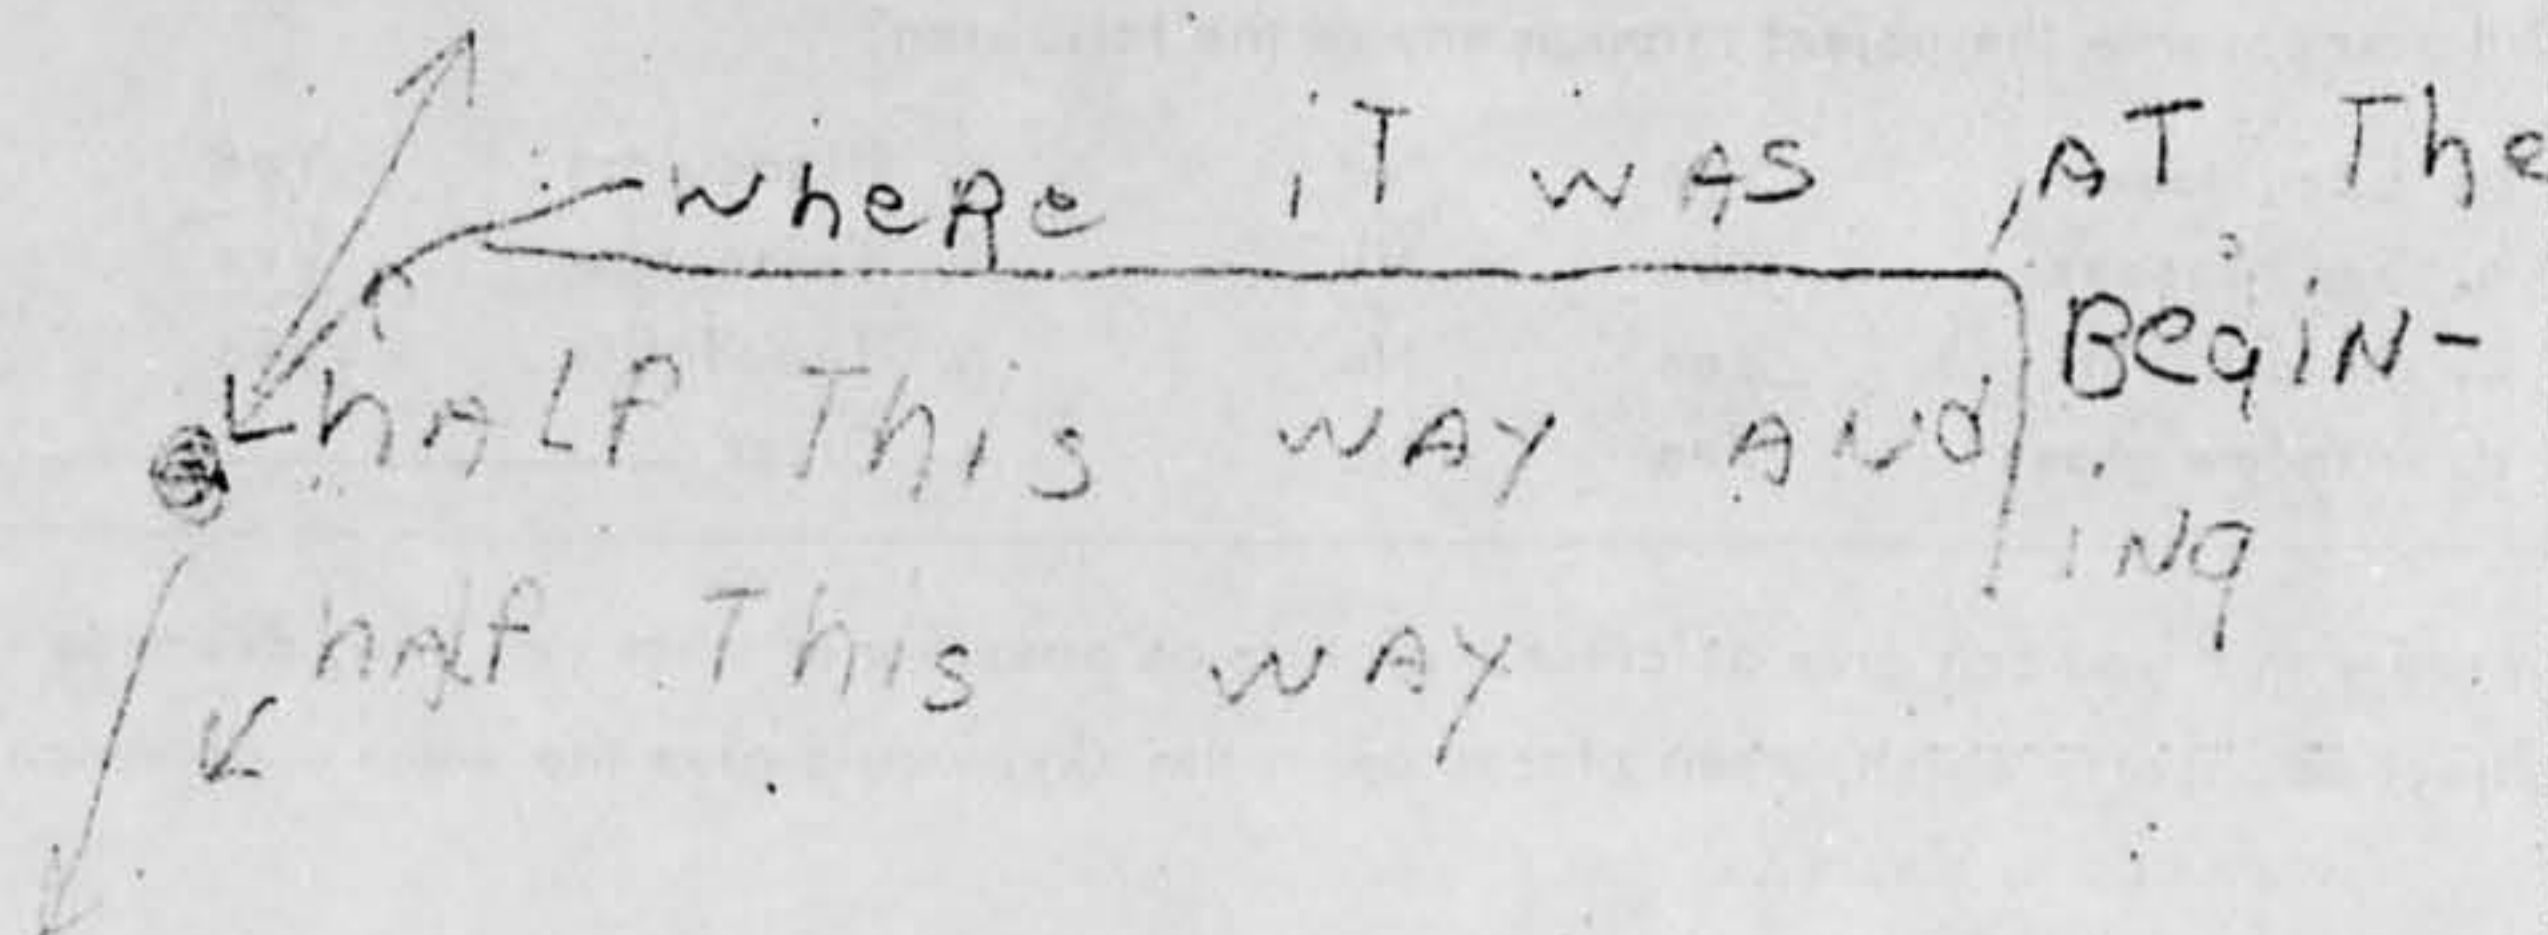 where iT was AT The
BegiN-
iNg
hALf This wAy ANd
hAlf This wAy